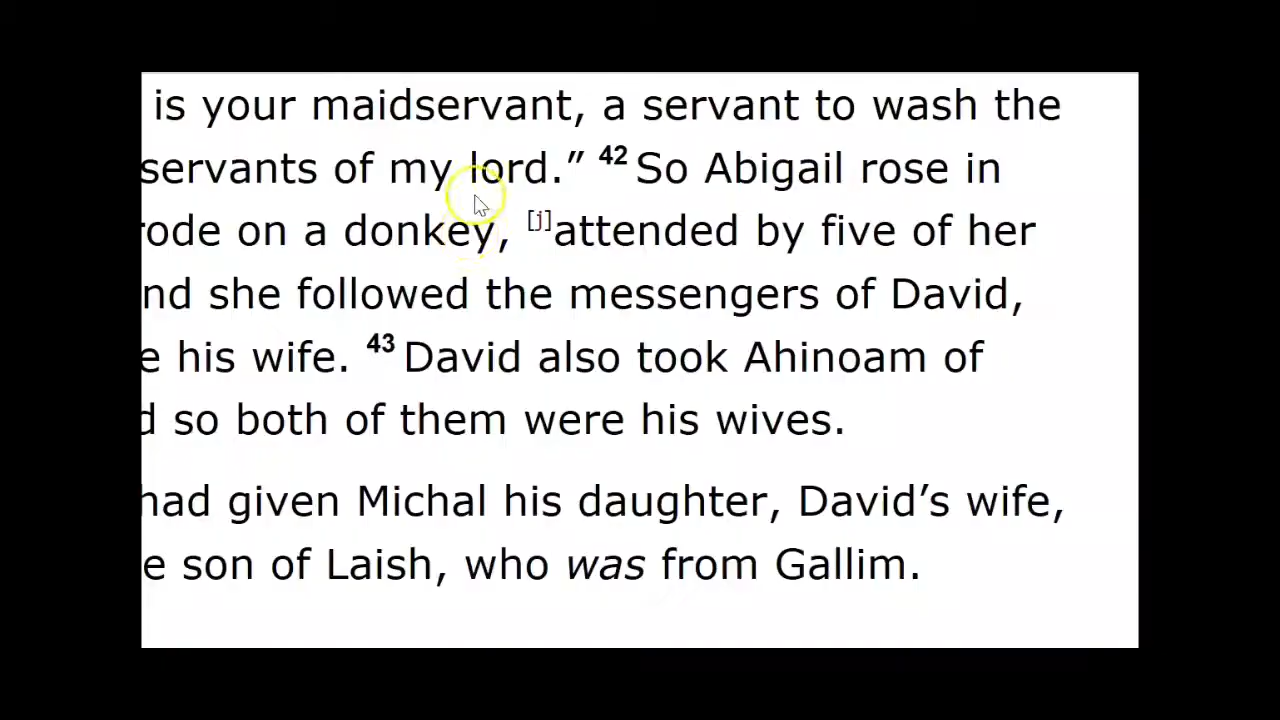 is your maidservant, a servant to wash the
servants of my lord.” 42 So Abigail rose in
rode on a donkey, [j]attended by five of her
nd she followed the messengers of David,
e his wife. 43 David also took Ahinoam of
d so both of them were his wives.
had given Michal his daughter, David’s wife,
e son of Laish, who was from Gallim.